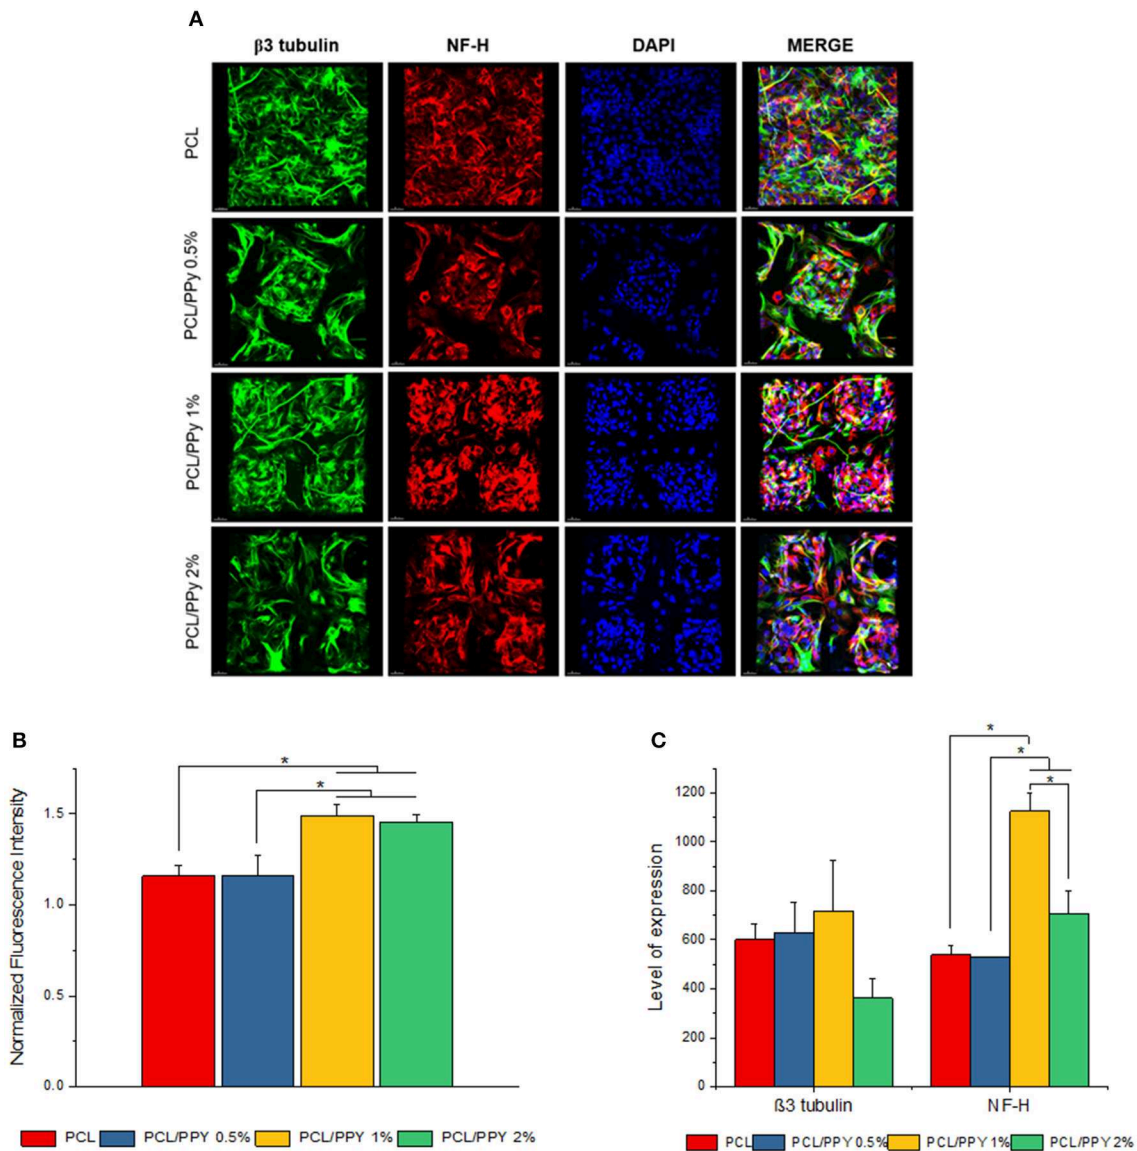 A
β3 tubulin NF-H DAPI MERGE
PCL
PCL/PPy 0.5%
PCL/PPy 1%
PCL/PPy 2%
B
Normalized Fluorescence Intensity
1.5
1.0
0.5
0.0
*
*
PCL PCL/PPY 0.5% PCL/PPY 1% PCL/PPY 2%
C
Level of expression
1200
1000
800
600
400
200
0
*
*
*
ß3 tubulin NF-H
PCL PCL/PPY 0.5% PCL/PPY 1% PCL/PPY 2%